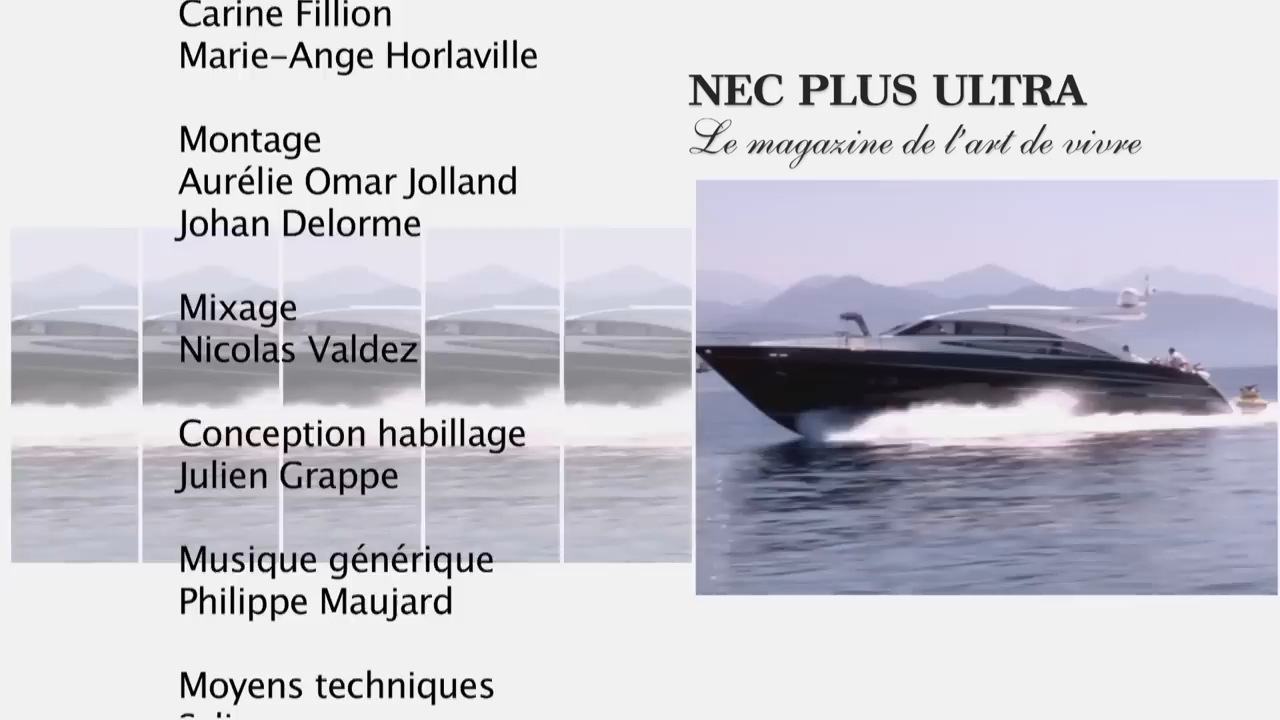 Carine Fillion
Marie-Ange Horlaville
Montage
Aurélie Omar Jolland
Johan Delorme
Mixage
Nicolas Valdez
Conception habillage
Julien Grappe
Musique générique
Philippe Maujard
Moyens techniques
NEC PLUS ULTRA
Le magazine de l'art de vivre